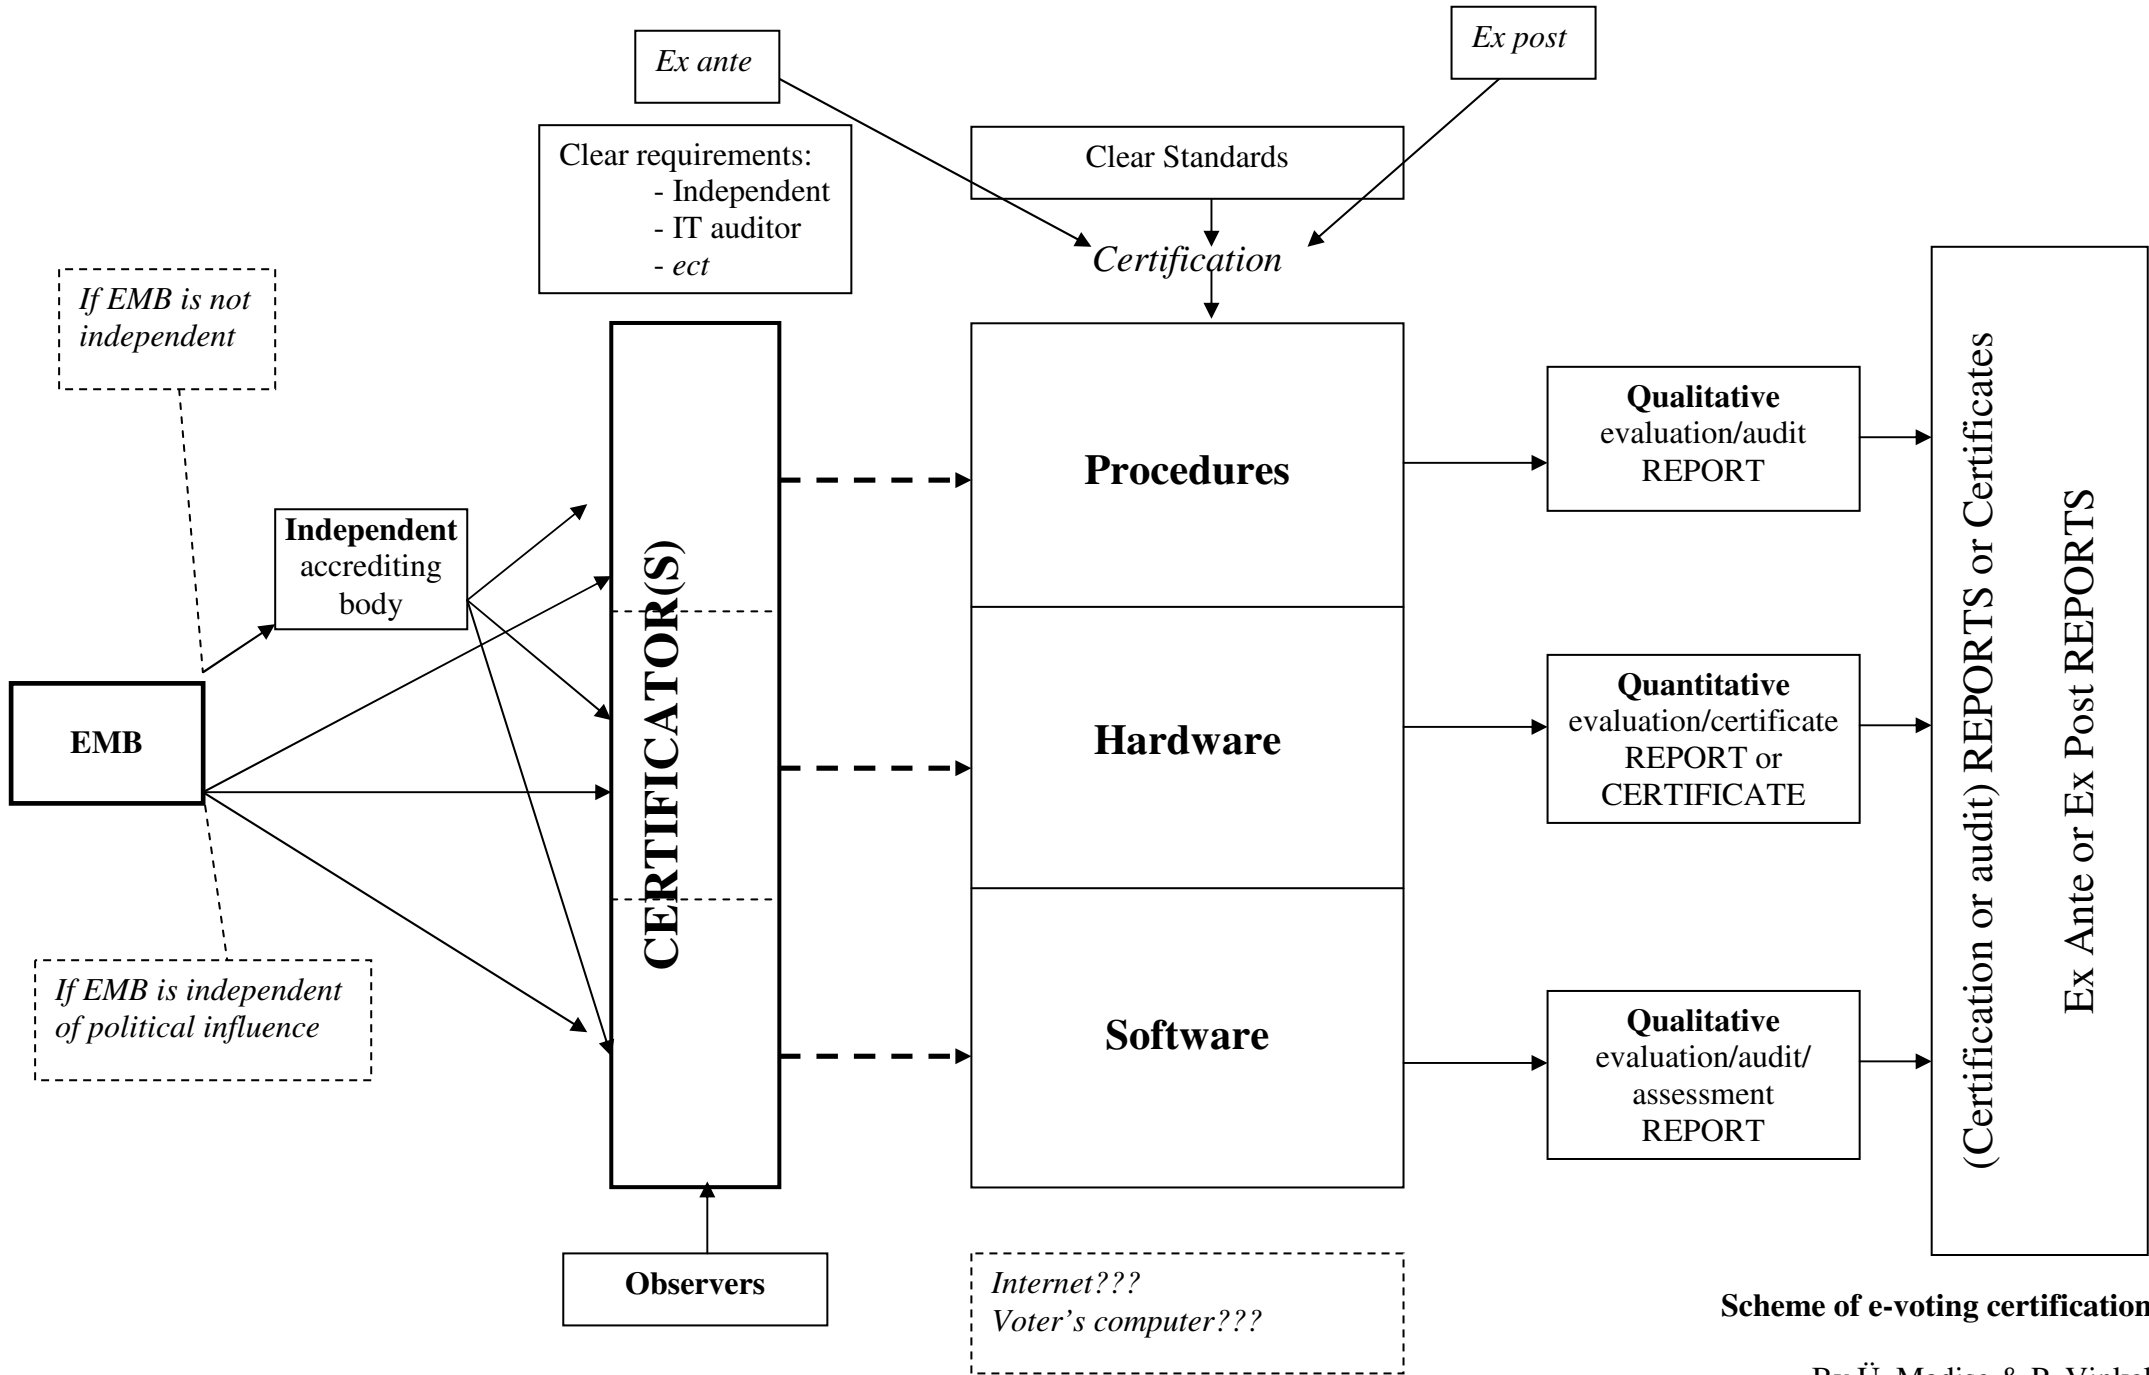 Ex ante
Ex post
Clear requirements:
- Independent
- IT auditor
- ect
Clear Standards
Certification
If EMB is not
independent
Independent
accrediting
body
EMB
If EMB is independent
of political influence
CERTIFICATOR(S)
Procedures
Hardware
Software
Qualitative
evaluation/audit
REPORT
Quantitative
evaluation/certificate
REPORT or
CERTIFICATE
Qualitative
evaluation/audit/
assessment
REPORT
(Certification or audit) REPORTS or Certificates
Ex Ante or Ex Post REPORTS
Observers
Internet???
Voter's computer???
Scheme of e-voting certification
By Ü. Madise & P. Vinkel